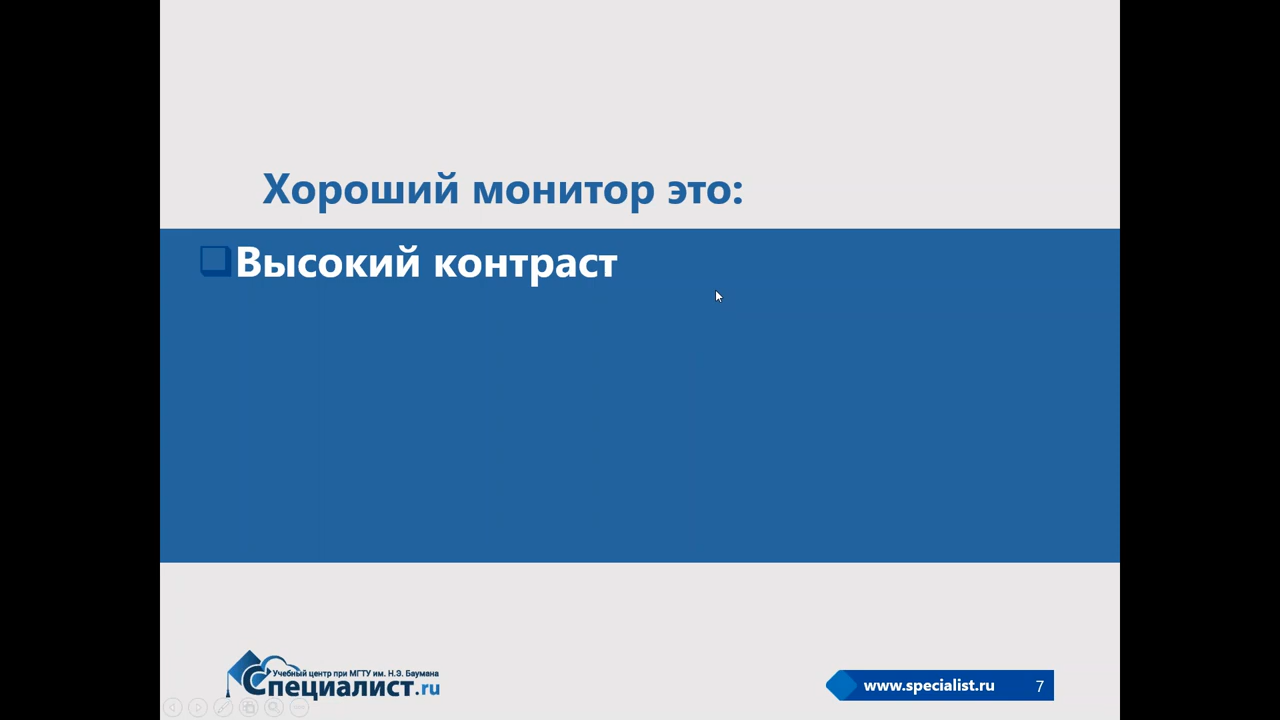 Хороший монитор это:
Высокий контраст
Учебный центр при МГТУ им. Н.Э. Баумана
Специалист.ru
www.specialist.ru
7